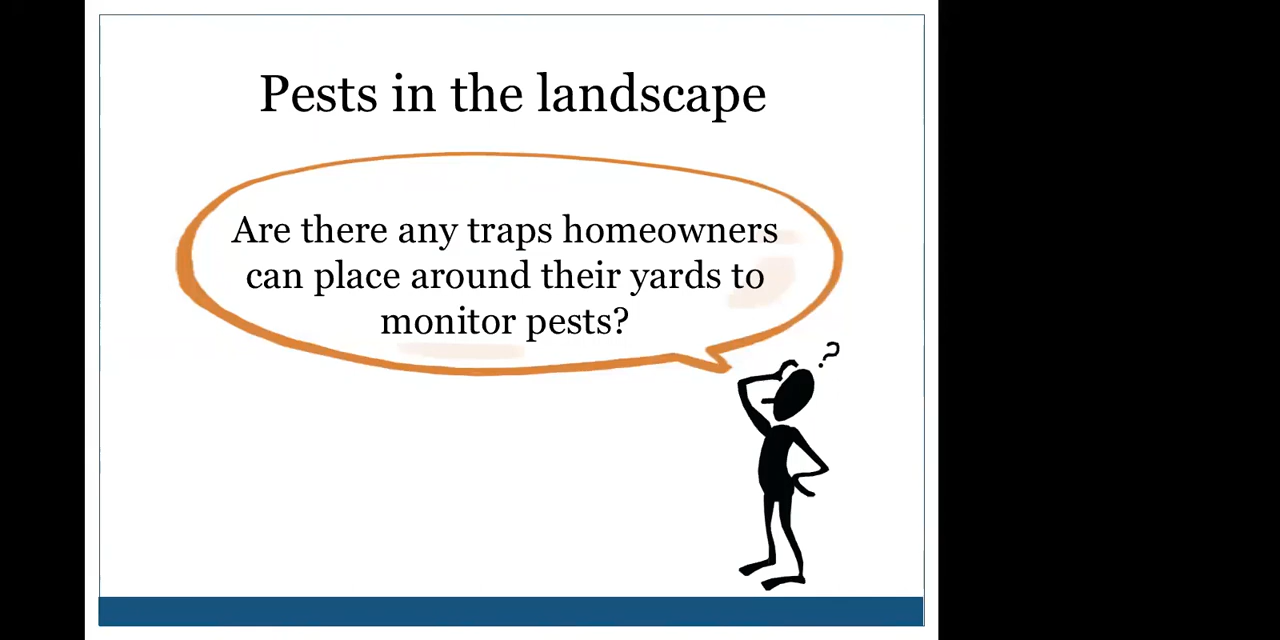 Pests in the landscape
Are there any traps homeowners
can place around their yards to
monitor pests?
?